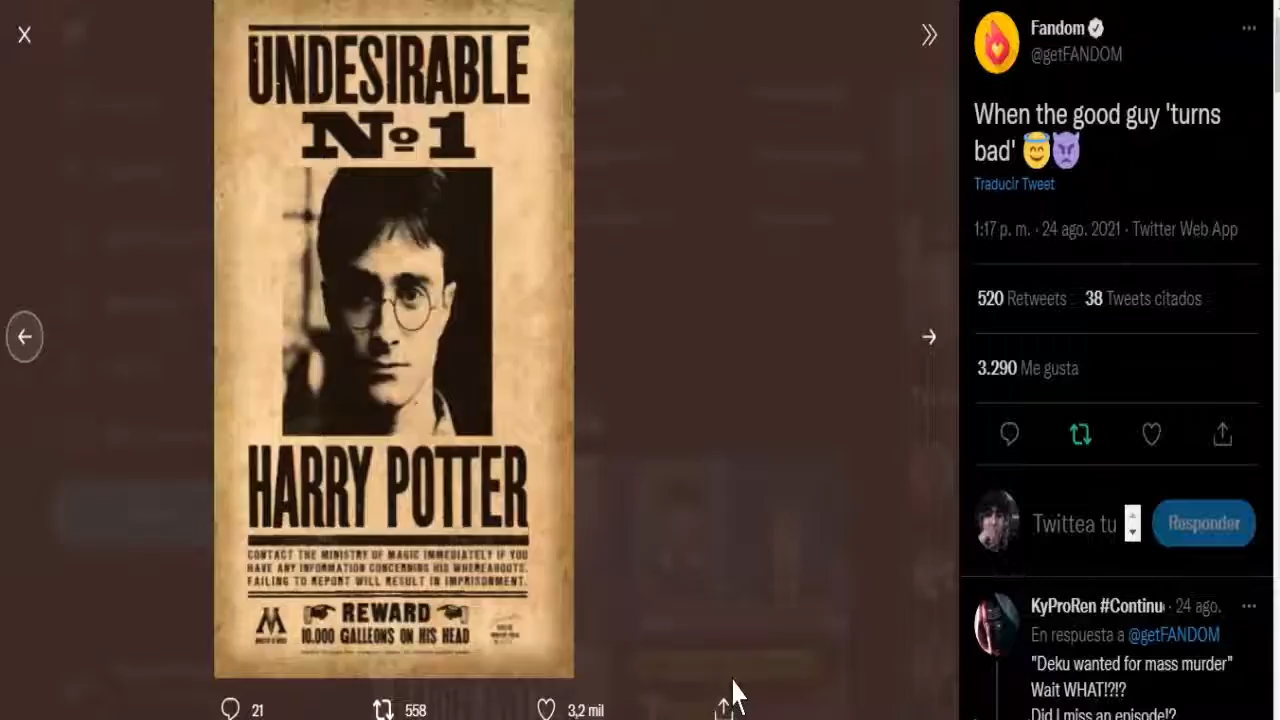 UNDESIRABLE
No 1
HARRY POTTER
CONTACT THE MINISTRY OF MAGIC IMMEDIATELY IF YOU
HAVE ANY INFORMATION CONCERNING HIS WHEREABOUTS.
FAILING TO REPORT WILL RESULT IN IMPRISONMENT.
REWARD
10.000 GALLEONS ON HIS HEAD
M
21
558
3,2 mil
Fandom
@getFANDOM
When the good guy 'turns
bad' 😇👿
Traducir Tweet
1:17 p. m. · 24 ago. 2021 · Twitter Web App
520 Retweets 38 Tweets citados
3.290 Me gusta
Twittea tu
Responder
KyProRen #Continu · 24 ago.
En respuesta a @getFANDOM
"Deku wanted for mass murder"
Wait WHAT!?!?
Did I miss an episode!?